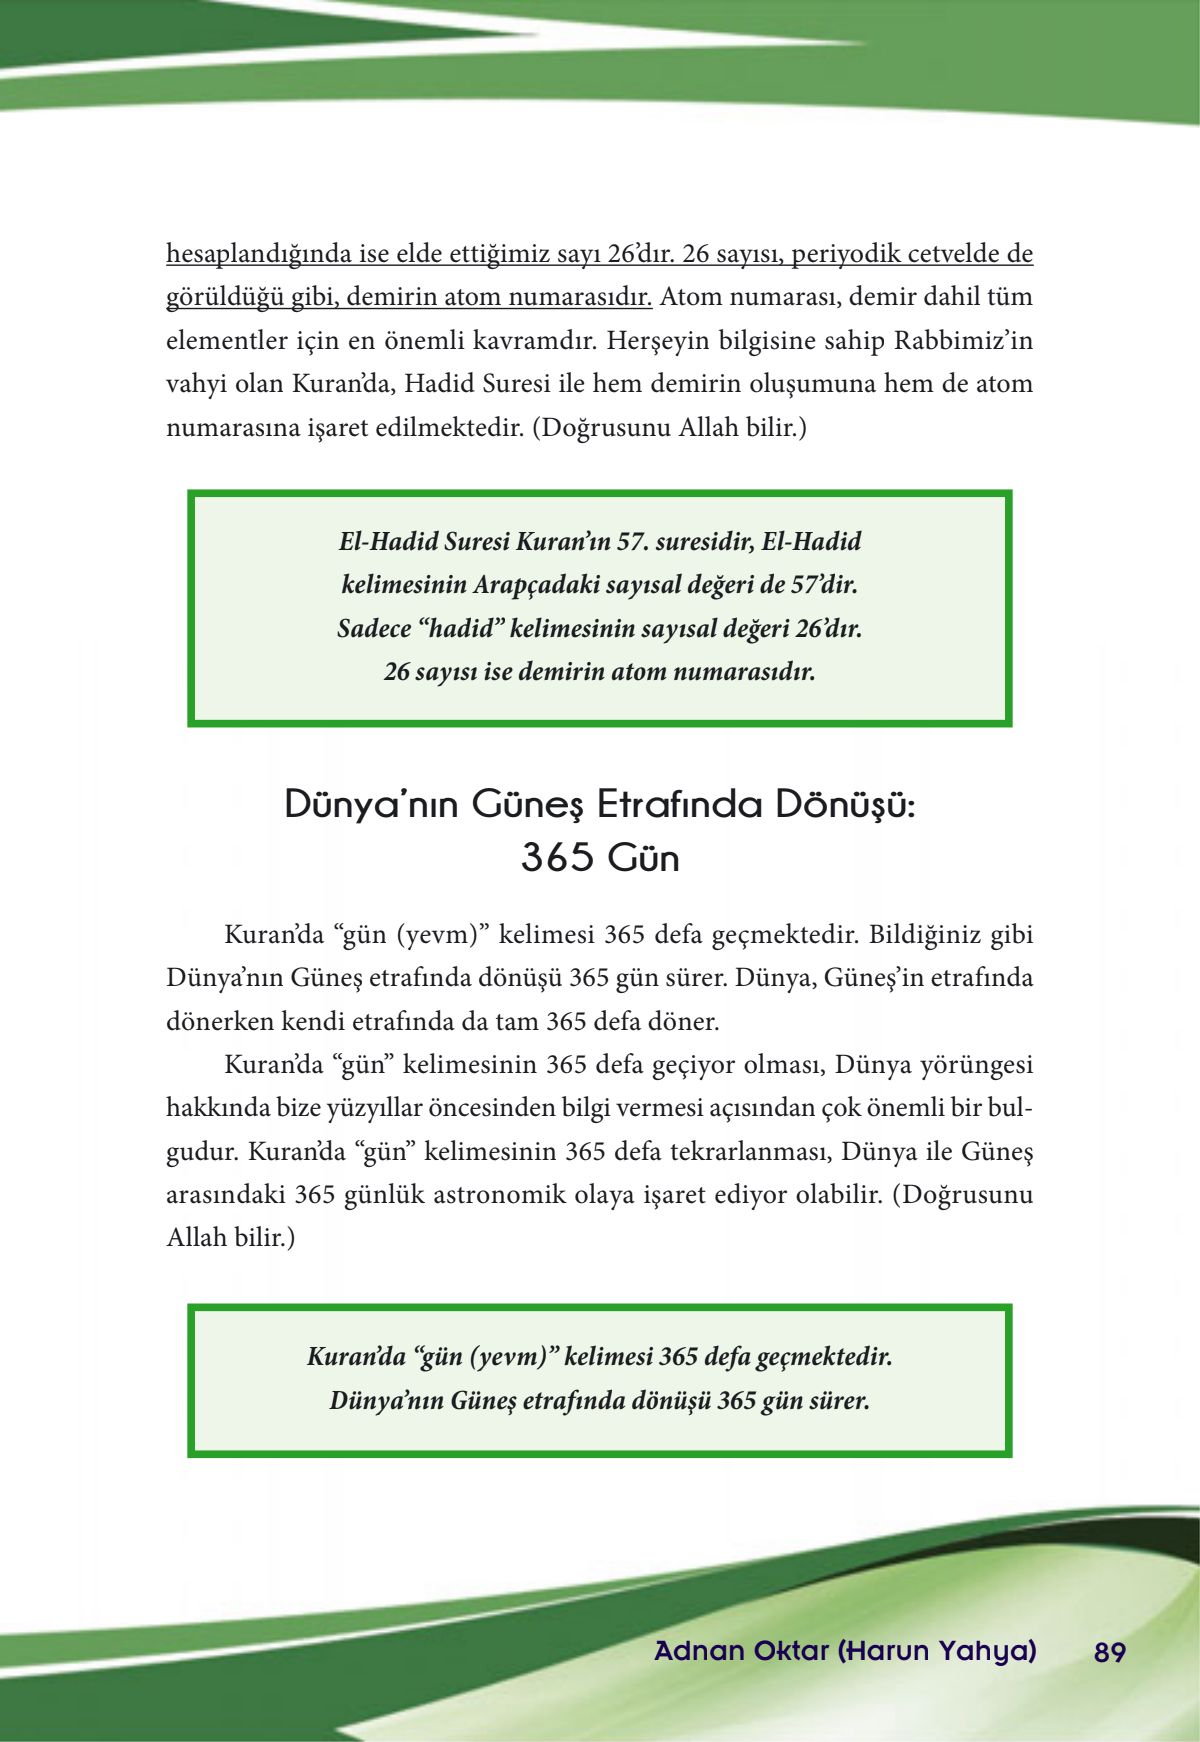 hesaplandığında ise elde ettiğimiz sayı 26’dır. 26 sayısı, periyodik cetvelde de
görüldüğü gibi, demirin atom numarasıdır. Atom numarası, demir dahil tüm
elementler için en önemli kavramdır. Herşeyin bilgisine sahip Rabbimiz’in
vahyi olan Kuran’da, Hadid Suresi ile hem demirin oluşumuna hem de atom
numarasına işaret edilmektedir. (Doğrusunu Allah bilir.)
El-Hadid Suresi Kuran’ın 57. suresidir, El-Hadid
kelimesinin Arapçadaki sayısal değeri de 57’dir.
Sadece “hadid” kelimesinin sayısal değeri 26’dır.
26 sayısı ise demirin atom numarasıdır.
Dünya’nın Güneş Etrafında Dönüşü:
365 Gün
Kuran’da “gün (yevm)” kelimesi 365 defa geçmektedir. Bildiğiniz gibi
Dünya’nın Güneş etrafında dönüşü 365 gün sürer. Dünya, Güneş’in etrafında
dönerken kendi etrafında da tam 365 defa döner.
Kuran’da “gün” kelimesinin 365 defa geçiyor olması, Dünya yörüngesi
hakkında bize yüzyıllar öncesinden bilgi vermesi açısından çok önemli bir bul-
gudur. Kuran’da “gün” kelimesinin 365 defa tekrarlanması, Dünya ile Güneş
arasındaki 365 günlük astronomik olaya işaret ediyor olabilir. (Doğrusunu
Allah bilir.)
Kuran’da “gün (yevm)” kelimesi 365 defa geçmektedir.
Dünya’nın Güneş etrafında dönüşü 365 gün sürer.
Adnan Oktar (Harun Yahya) 89